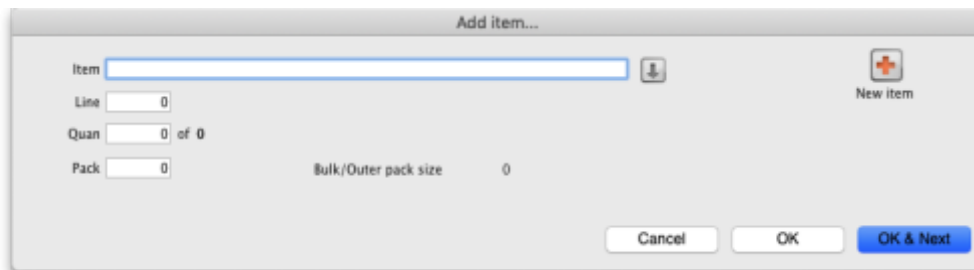 Add item...
Item
New item
Line 0
Quan 0 of 0
Pack 0 Bulk/Outer pack size 0
Cancel OK OK & Next